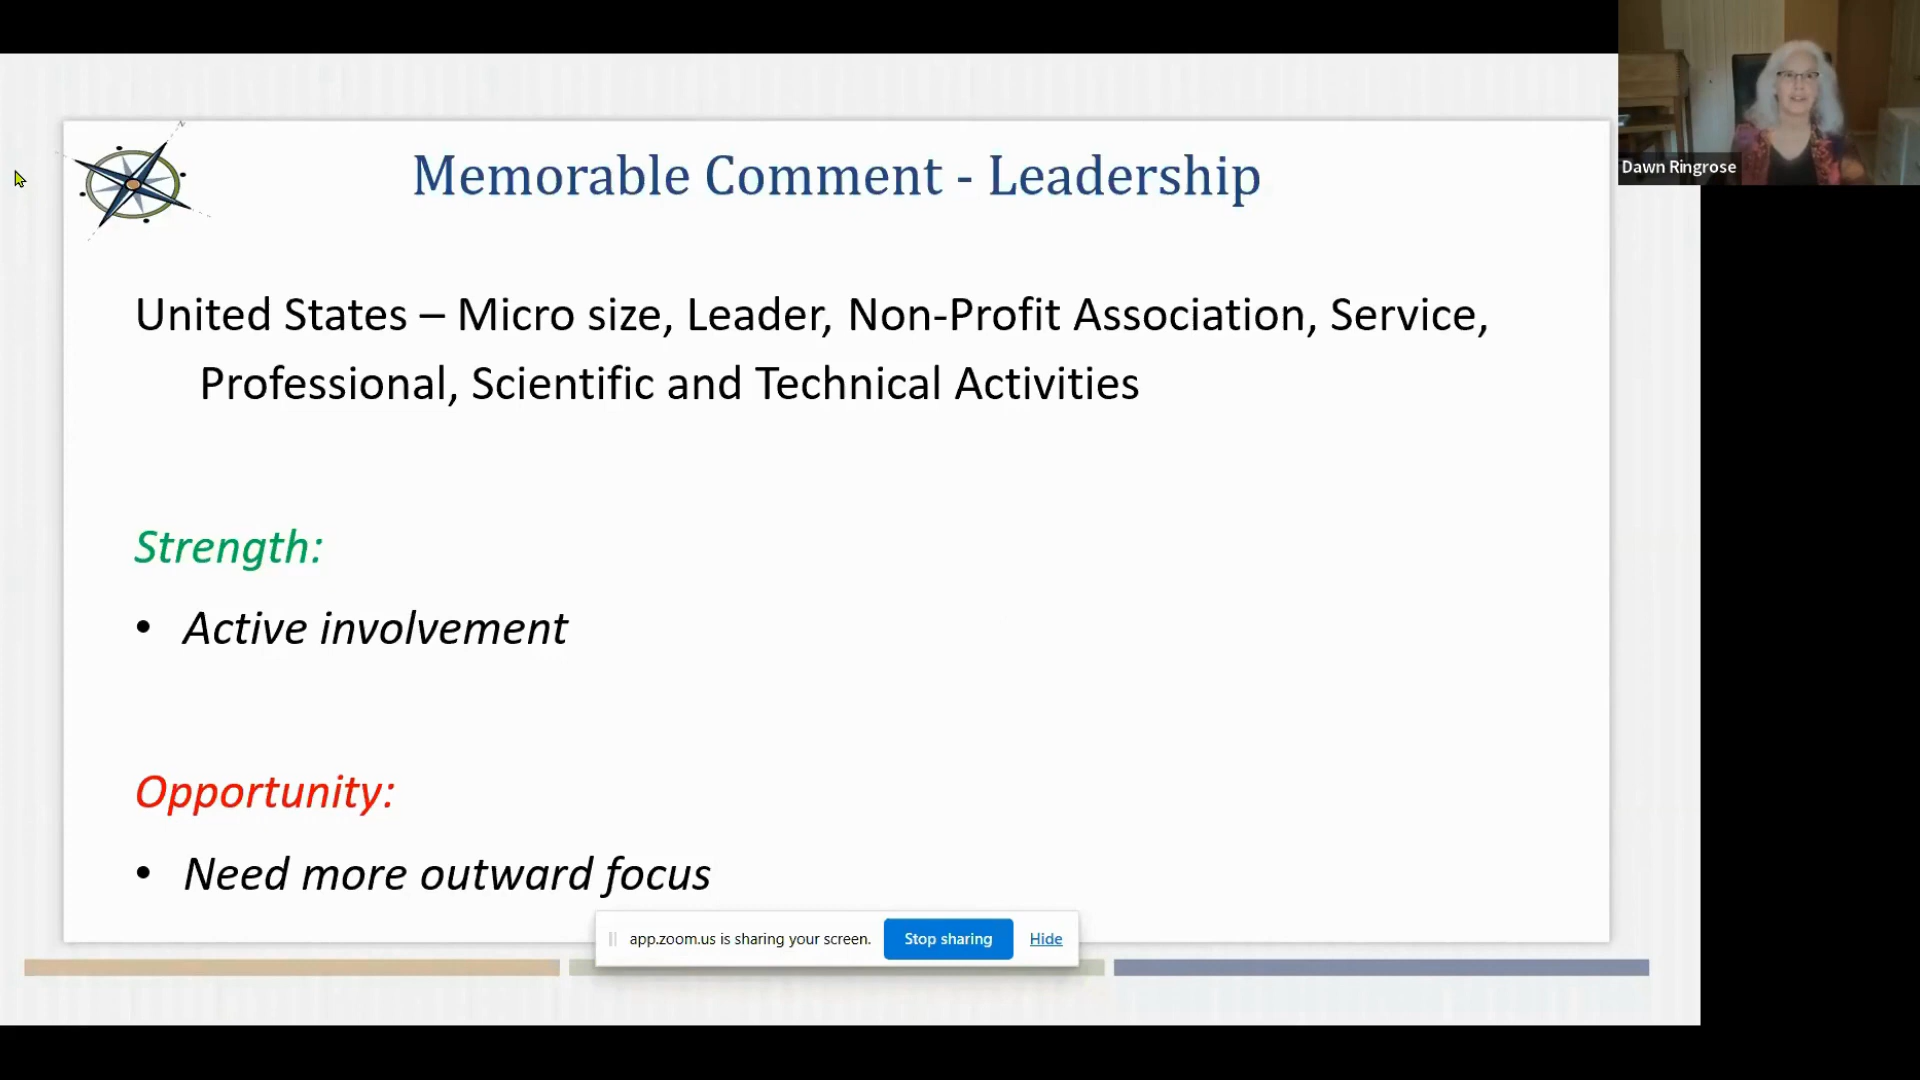 Memorable Comment - Leadership
Dawn Ringrose
United States – Micro size, Leader, Non-Profit Association, Service,
Professional, Scientific and Technical Activities
Strength:
• Active involvement
Opportunity:
• Need more outward focus
app.zoom.us is sharing your screen. Stop sharing Hide